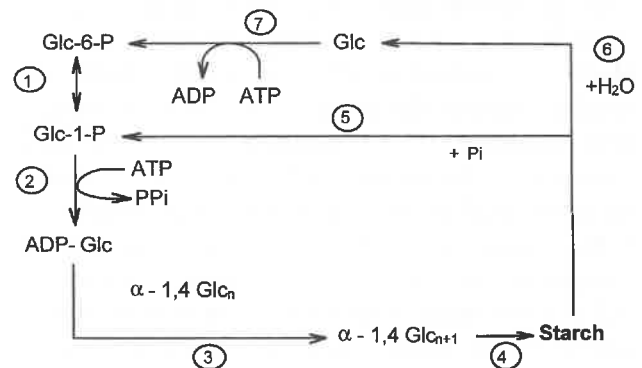 7
Glc-6-P
Glc
6
ADP
ATP
+H₂O
1
5
Glc-1-P
+ Pi
2
ATP
PPi
ADP- Glc
α - 1,4 Glcₙ
α - 1,4 Glcₙ₊₁
Starch
3
4